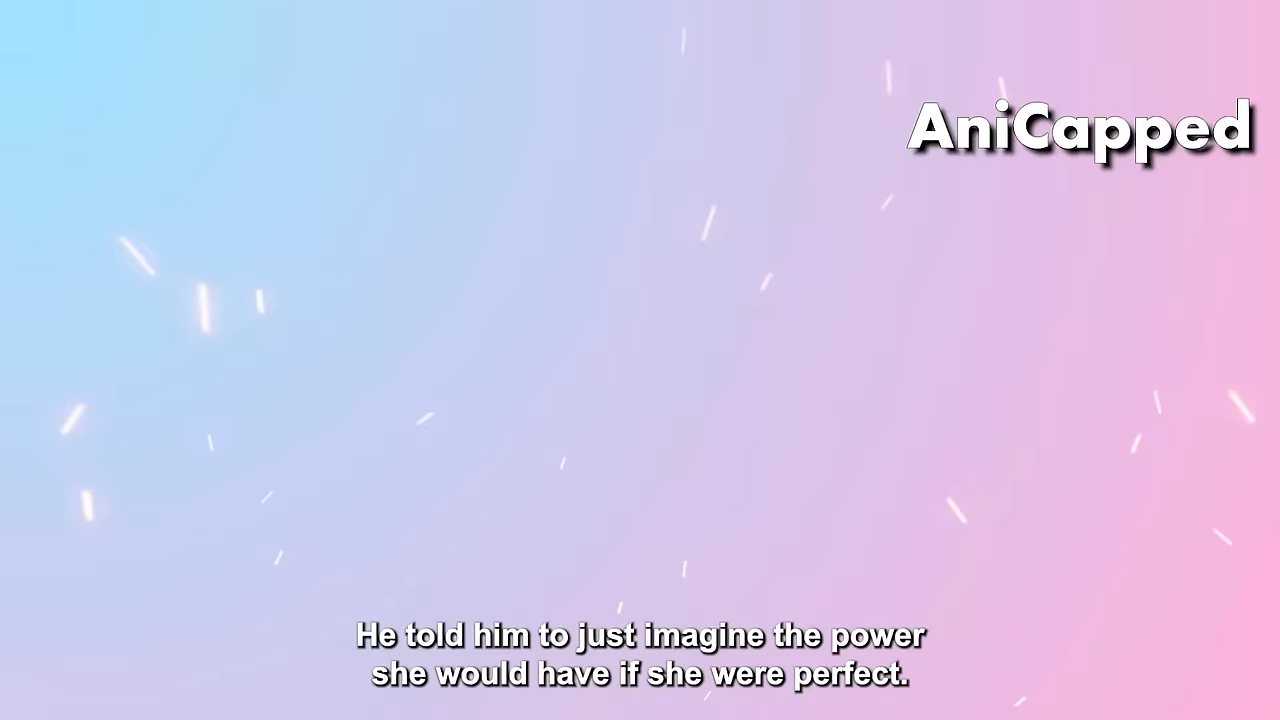 AniCapped
He told him to just imagine the power
she would have if she were perfect.